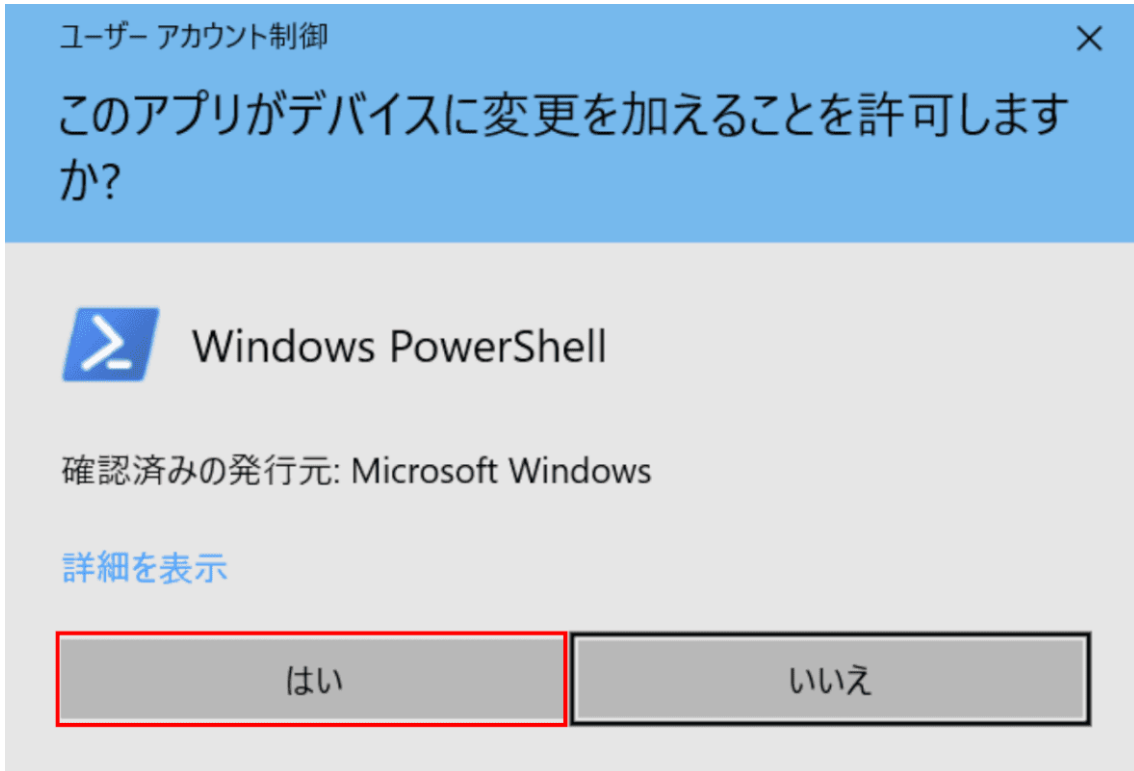 ユーザー アカウント制御
このアプリがデバイスに変更を加えることを許可します
か?
Windows PowerShell
確認済みの発行元: Microsoft Windows
詳細を表示
はい
いいえ